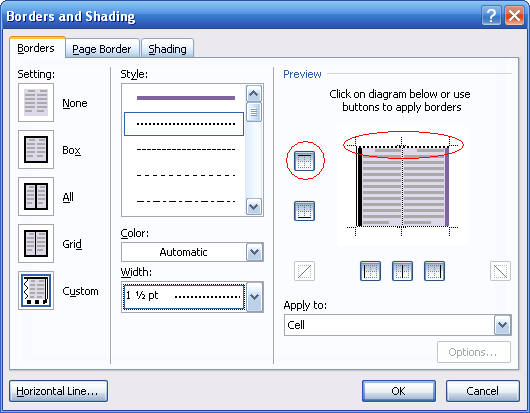 Borders and Shading
Borders
Page Border
Shading
Setting:
None
Box
All
Grid
Custom
Style:
Color:
Automatic
Width:
1 ½ pt
Preview
Click on diagram below or use
buttons to apply borders
Apply to:
Cell
Options...
Horizontal Line...
OK
Cancel